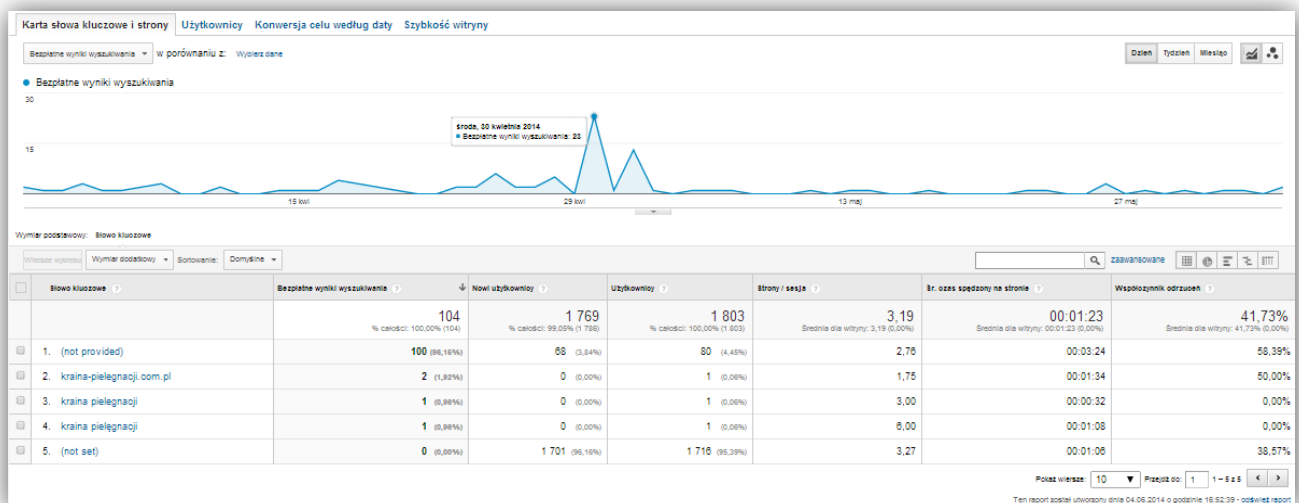 Karta słowa kluczowe i strony Użytkownicy Konwersja celu według daty Szybkość witryny
Bezpłatne wyniki wyszukiwania w porównaniu z: Wybierz dane
Dzień Tydzień Miesiąc
Bezpłatne wyniki wyszukiwania
30
środa, 30 kwietnia 2014
Bezpłatne wyniki wyszukiwania: 23
15
15 kwi 29 kwi 13 maj 27 maj
Wymiar podstawowy: Słowo kluczowe
Wiersze wykresu Wymiar dodatkowy Sortowanie: Domyślne zaawansowane
Słowo kluczowe ? Bezpłatne wyniki wyszukiwania ? Nowi użytkownicy ? Użytkownicy ? Strony / sesja ? Śr. czas spędzony na stronie ? Współczynnik odrzuceń ?
104 1 769 1 803 3,19 00:01:23 41,73%
% całości: 100,00% (104) % całości: 99,05% (1 786) % całości: 100,00% (1 803) Średnia dla witryny: 3,19 (0,00%) Średnia dla witryny: 00:01:23 (0,00%) Średnia dla witryny: 41,73% (0,00%)
1. (not provided) 100 (96,15%) 68 (3,84%) 80 (4,45%) 2,76 00:03:24 58,39%
2. kraina-pielegnacji.com.pl 2 (1,92%) 0 (0,00%) 1 (0,06%) 1,75 00:01:34 50,00%
3. kraina pielegnacji 1 (0,96%) 0 (0,00%) 1 (0,06%) 3,00 00:00:32 0,00%
4. kraina pielęgnacji 1 (0,96%) 0 (0,00%) 1 (0,06%) 6,00 00:01:08 0,00%
5. (not set) 0 (0,00%) 1 701 (96,16%) 1 716 (95,39%) 3,27 00:01:06 38,57%
Pokaż wiersze: 10 Przejdź do: 1 1 – 5 z 5
Ten raport został utworzony dnia 04.06.2014 o godzinie 16:52:39 - odśwież raport